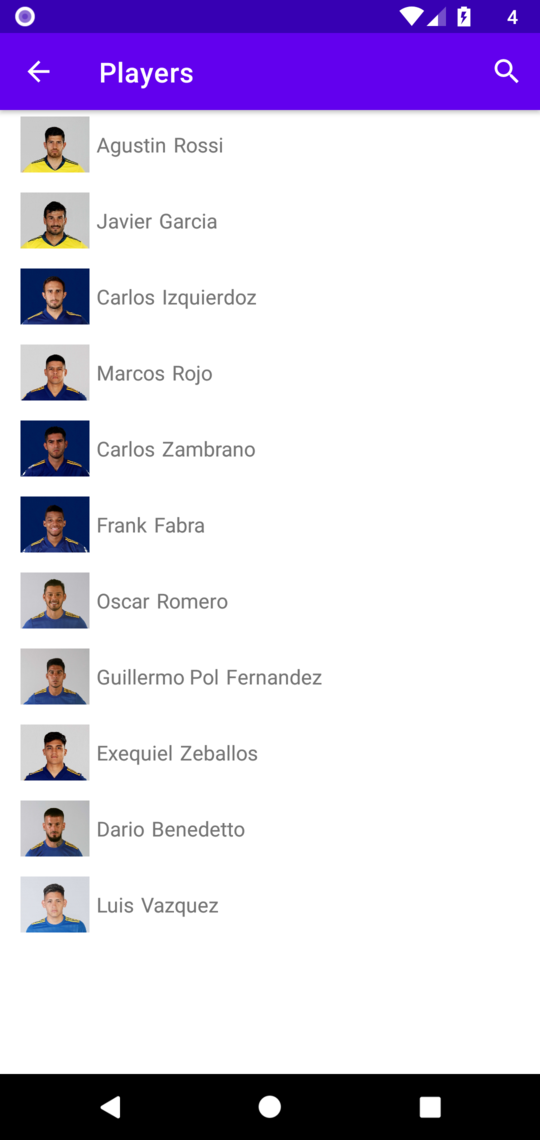 4
Players
Agustin Rossi
Javier Garcia
Carlos Izquierdoz
Marcos Rojo
Carlos Zambrano
Frank Fabra
Oscar Romero
Guillermo Pol Fernandez
Exequiel Zeballos
Dario Benedetto
Luis Vazquez